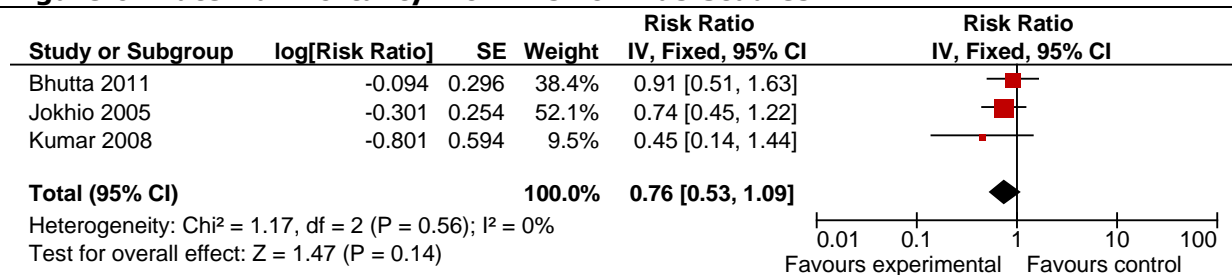 Risk Ratio Risk Ratio
Study or Subgroup log[Risk Ratio] SE Weight IV, Fixed, 95% CI IV, Fixed, 95% CI
Bhutta 2011 -0.094 0.296 38.4% 0.91 [0.51, 1.63]
Jokhio 2005 -0.301 0.254 52.1% 0.74 [0.45, 1.22]
Kumar 2008 -0.801 0.594 9.5% 0.45 [0.14, 1.44]
Total (95% CI) 100.0% 0.76 [0.53, 1.09]
Heterogeneity: Chi² = 1.17, df = 2 (P = 0.56); I² = 0%
Test for overall effect: Z = 1.47 (P = 0.14)
0.01 0.1 1 10 100
Favours experimental Favours control